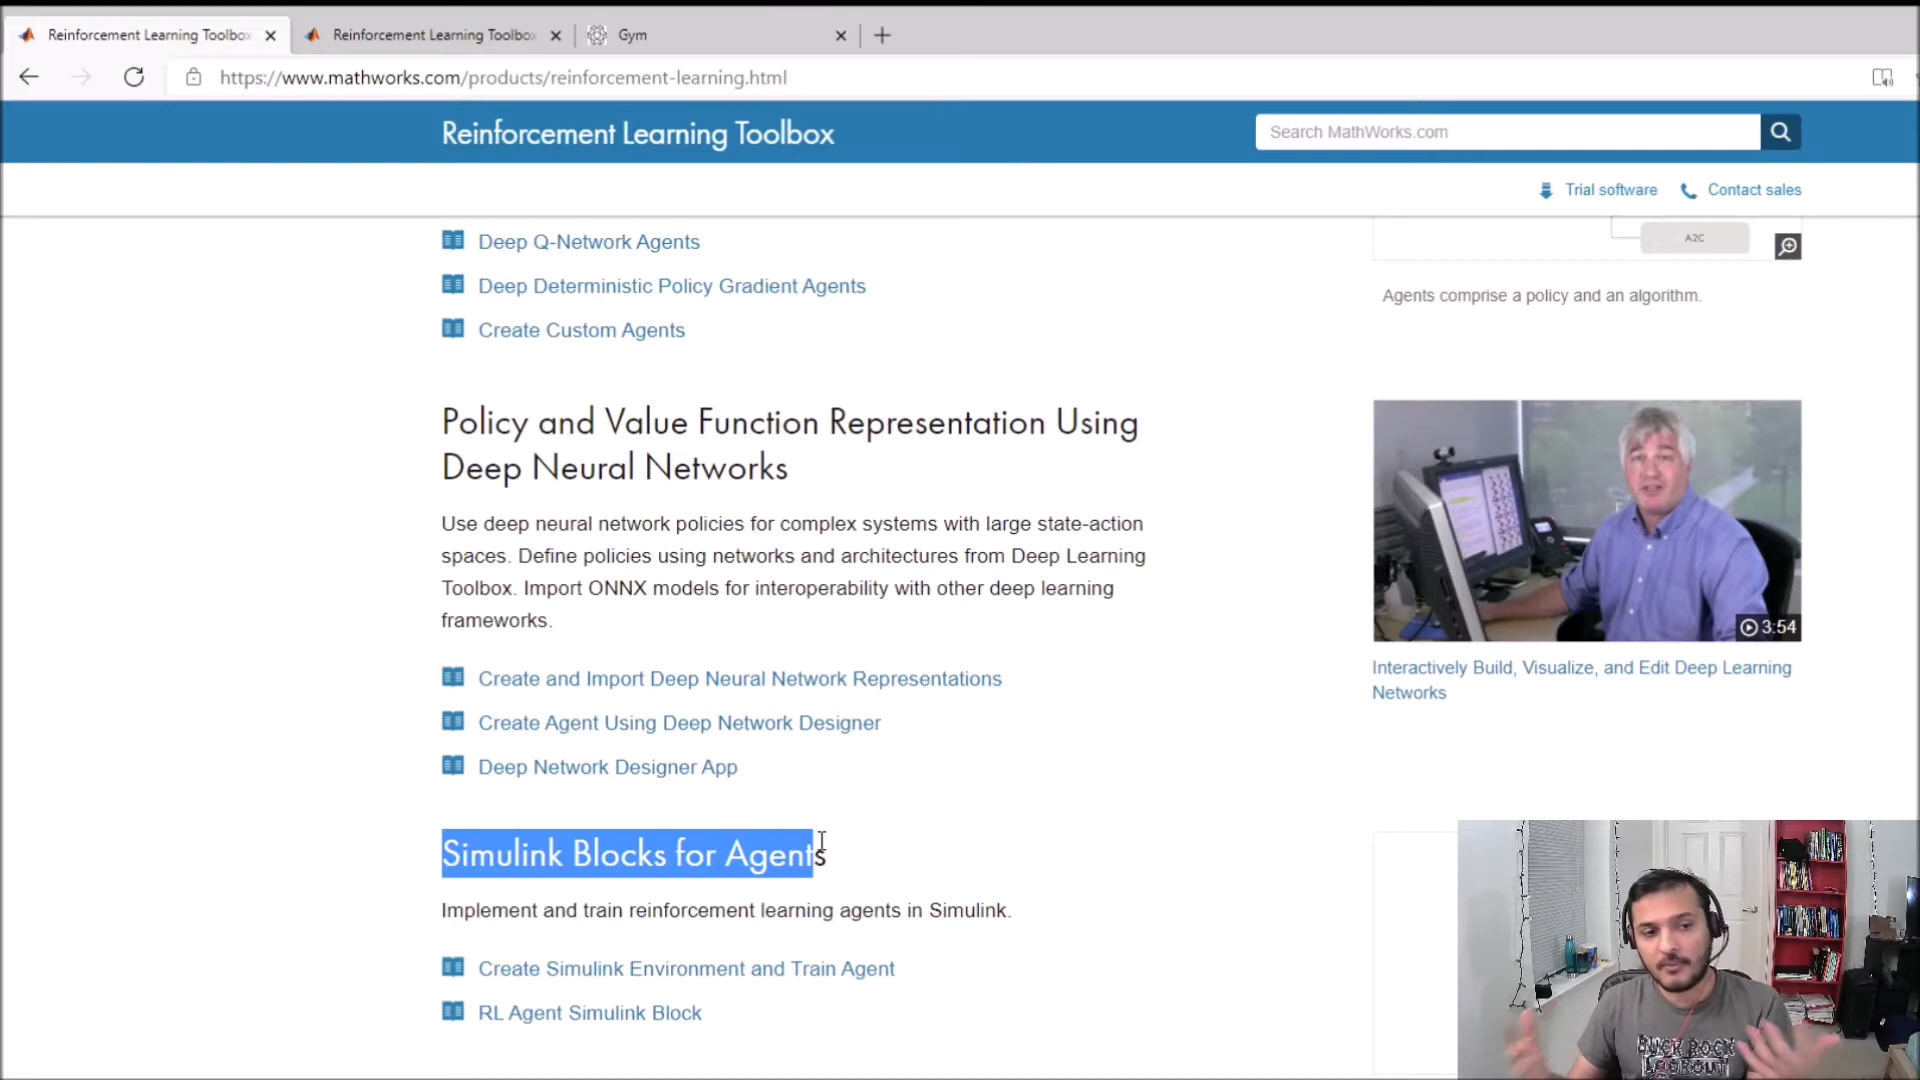 Reinforcement Learning Toolbox
Reinforcement Learning Toolbox
Gym
https://www.mathworks.com/products/reinforcement-learning.html
Reinforcement Learning Toolbox
Search MathWorks.com
Trial software
Contact sales
Deep Q-Network Agents
Deep Deterministic Policy Gradient Agents
Create Custom Agents
A2C
Agents comprise a policy and an algorithm.
Policy and Value Function Representation Using
Deep Neural Networks
Use deep neural network policies for complex systems with large state-action
spaces. Define policies using networks and architectures from Deep Learning
Toolbox. Import ONNX models for interoperability with other deep learning
frameworks.
Create and Import Deep Neural Network Representations
Create Agent Using Deep Network Designer
Deep Network Designer App
3:54
Interactively Build, Visualize, and Edit Deep Learning
Networks
Simulink Blocks for Agents
Implement and train reinforcement learning agents in Simulink.
Create Simulink Environment and Train Agent
RL Agent Simulink Block
BUCK ROCK
LOOKOUT